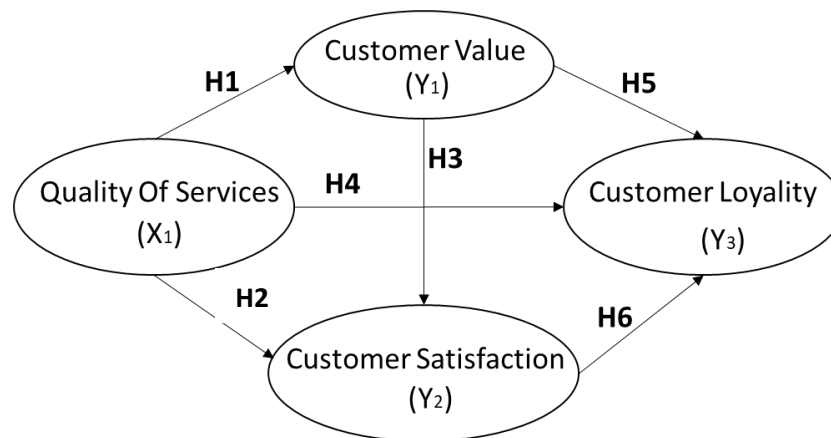 Customer Value
(Y₁)
H1
H5
H3
Quality Of Services
(X₁)
H4
Customer Loyality
(Y₃)
H2
H6
Customer Satisfaction
(Y₂)